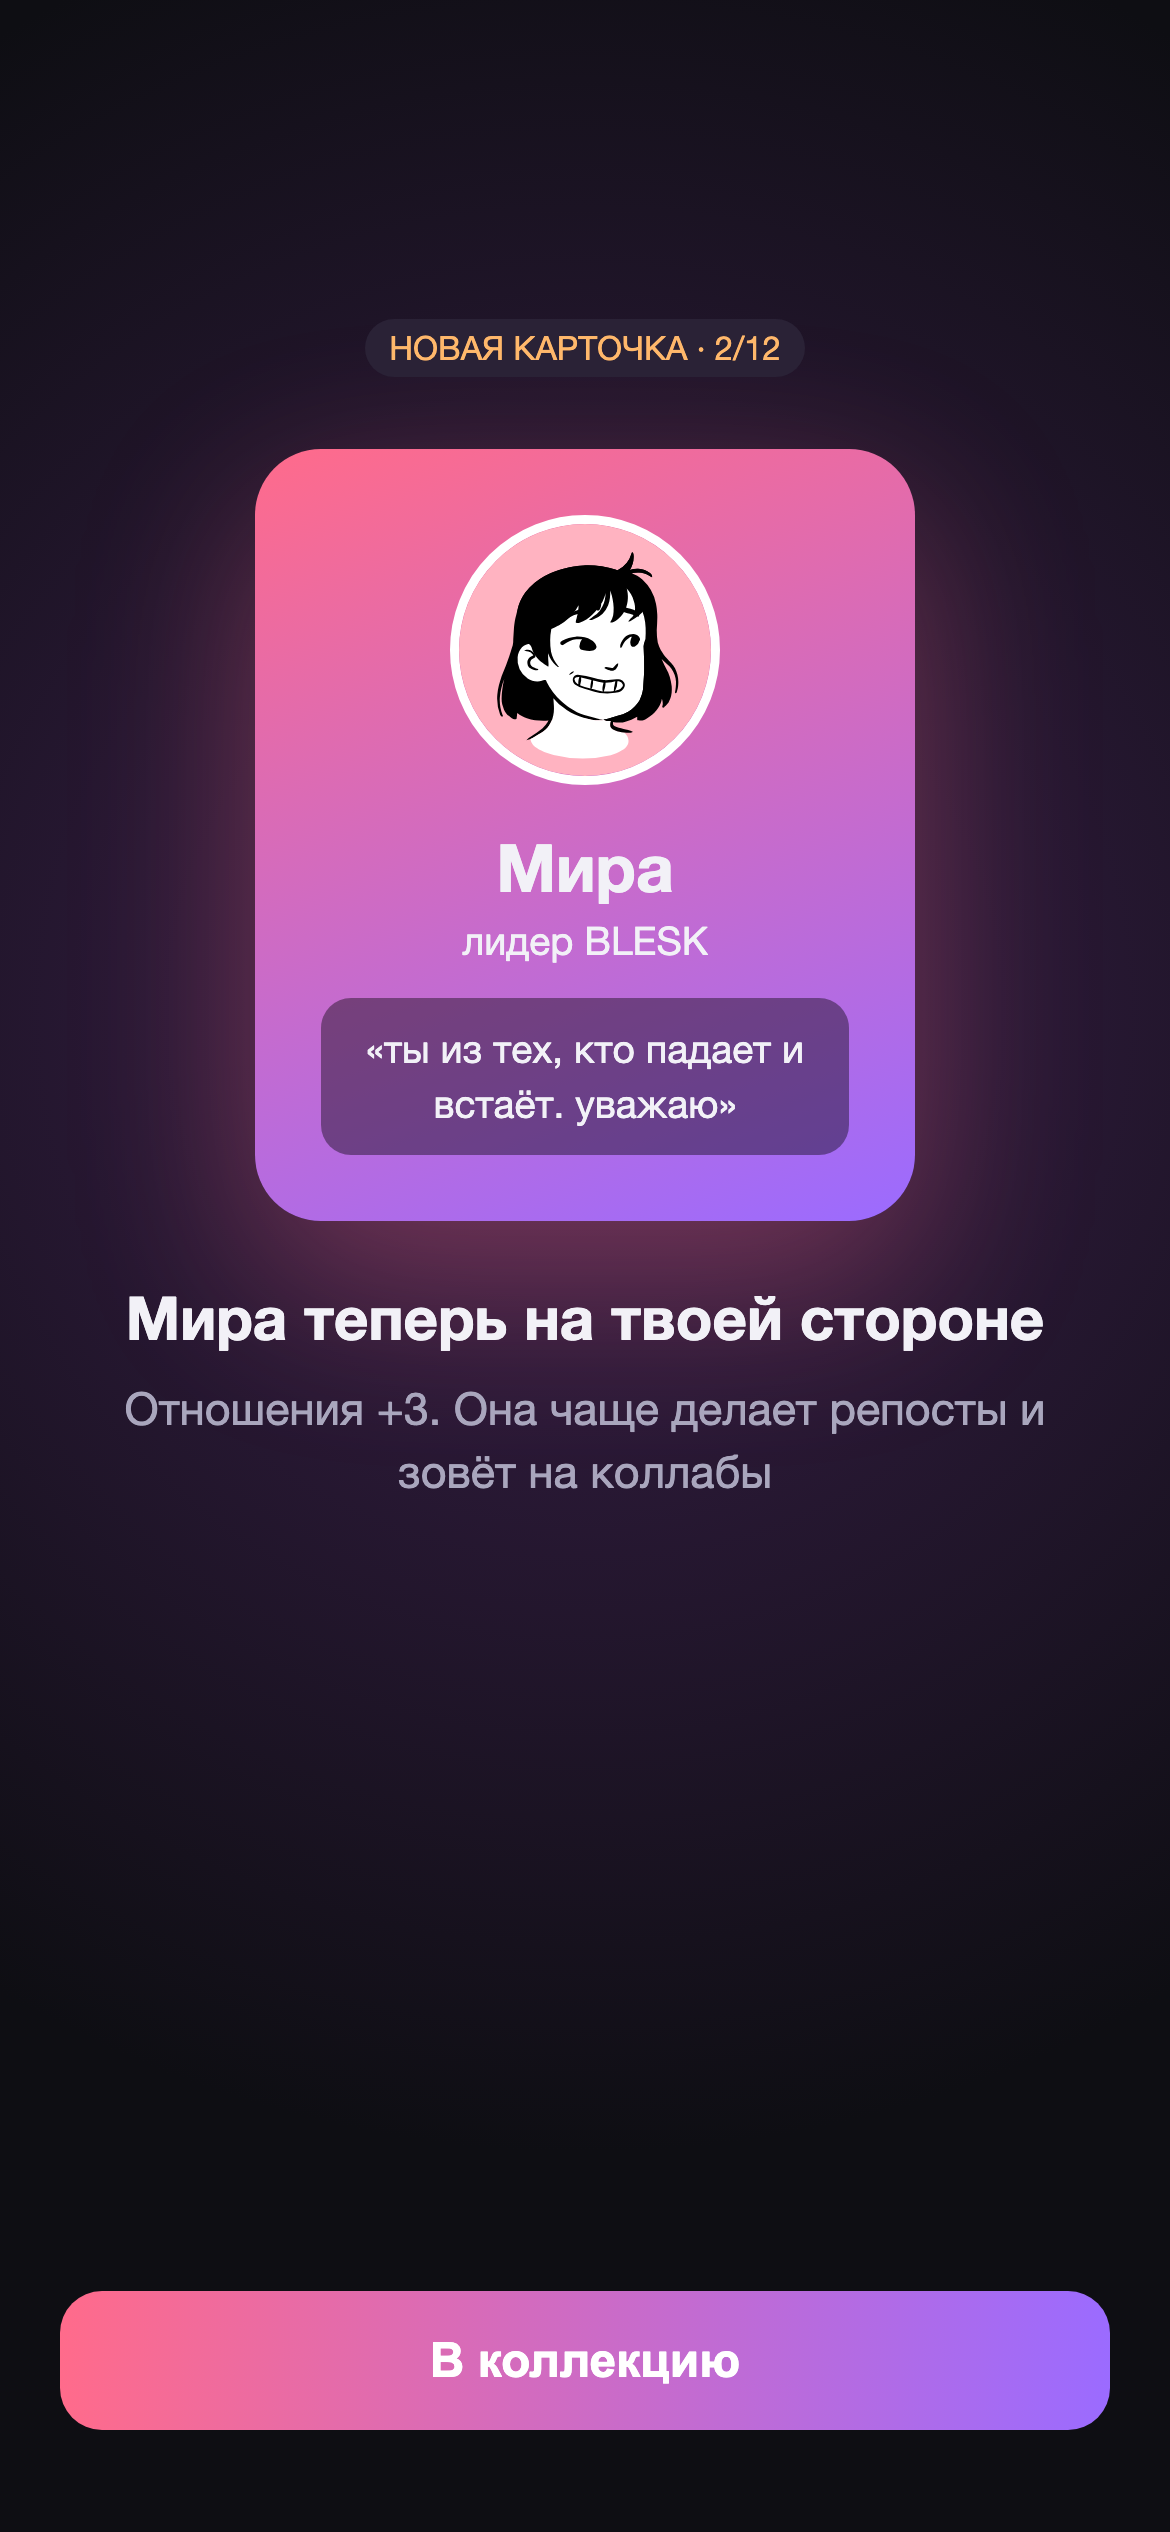 НОВАЯ КАРТОЧКА · 2/12
Мира
лидер BLESK
«ты из тех, кто падает и
встаёт. уважаю»
Мира теперь на твоей стороне
Отношения +3. Она чаще делает репосты и
зовёт на коллабы
В коллекцию